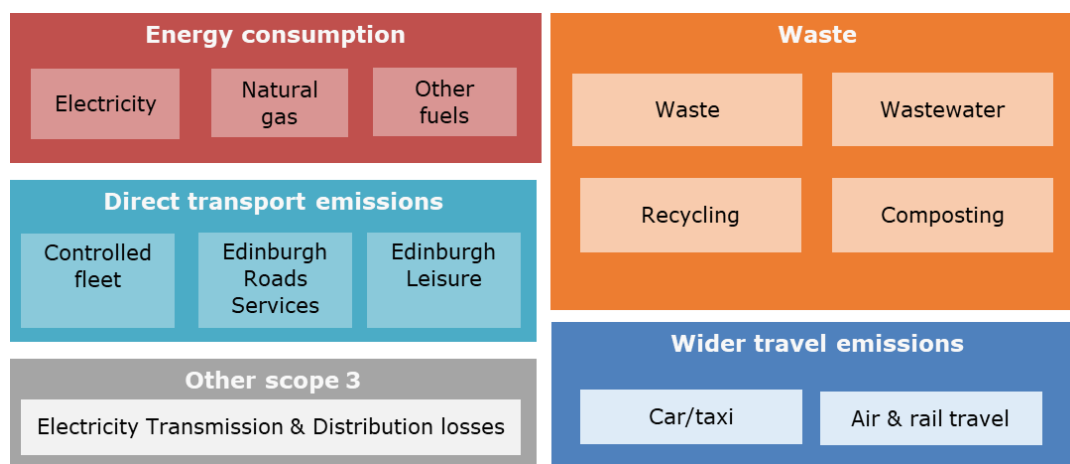 Energy consumption
Electricity
Natural
gas
Other
fuels
Direct transport emissions
Controlled
fleet
Edinburgh
Roads
Services
Edinburgh
Leisure
Other scope 3
Electricity Transmission & Distribution losses
Waste
Waste
Wastewater
Recycling
Composting
Wider travel emissions
Car/taxi
Air & rail travel